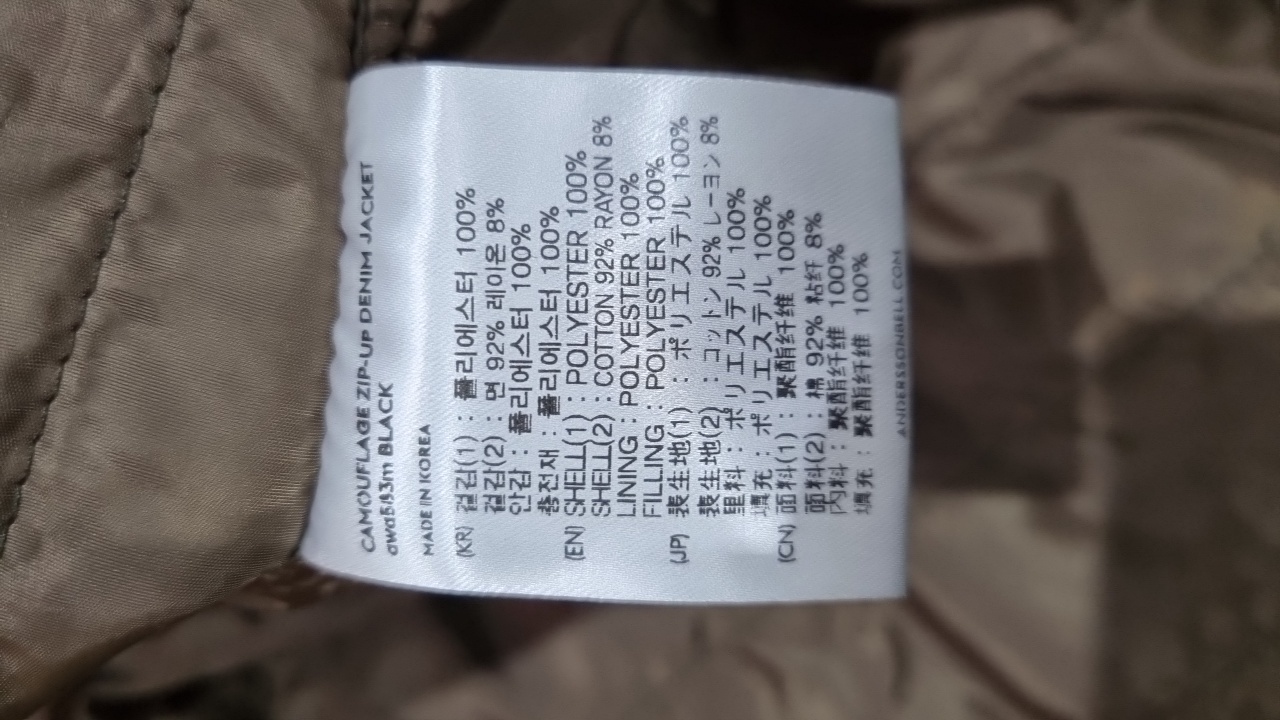 CAMOUFLAGE ZIP-UP DENIM JACKET
awa583m BLACK
MADE IN KOREA
(KR) 겉감(1) : 폴리에스터 100%
겉감(2) : 면 92% 레이온 8%
안감 : 폴리에스터 100%
충전재 : 폴리에스터 100%
(EN) SHELL(1) : POLYESTER 100%
SHELL(2) : COTTON 92% RAYON 8%
LINING : POLYESTER 100%
FILLING : POLYESTER 100%
(JP) 表生地(1) : ポリエステル 100%
表生地(2) : コットン 92% レーヨン 8%
里料 : ポリエステル 100%
填充 : ポリエステル 100%
(CN) 面料(1) : 聚酯纤维 100%
面料(2) : 棉 92% 粘纤 8%
内料 : 聚酯纤维 100%
填充 : 聚酯纤维 100%
ANDERSSONBELL.COM